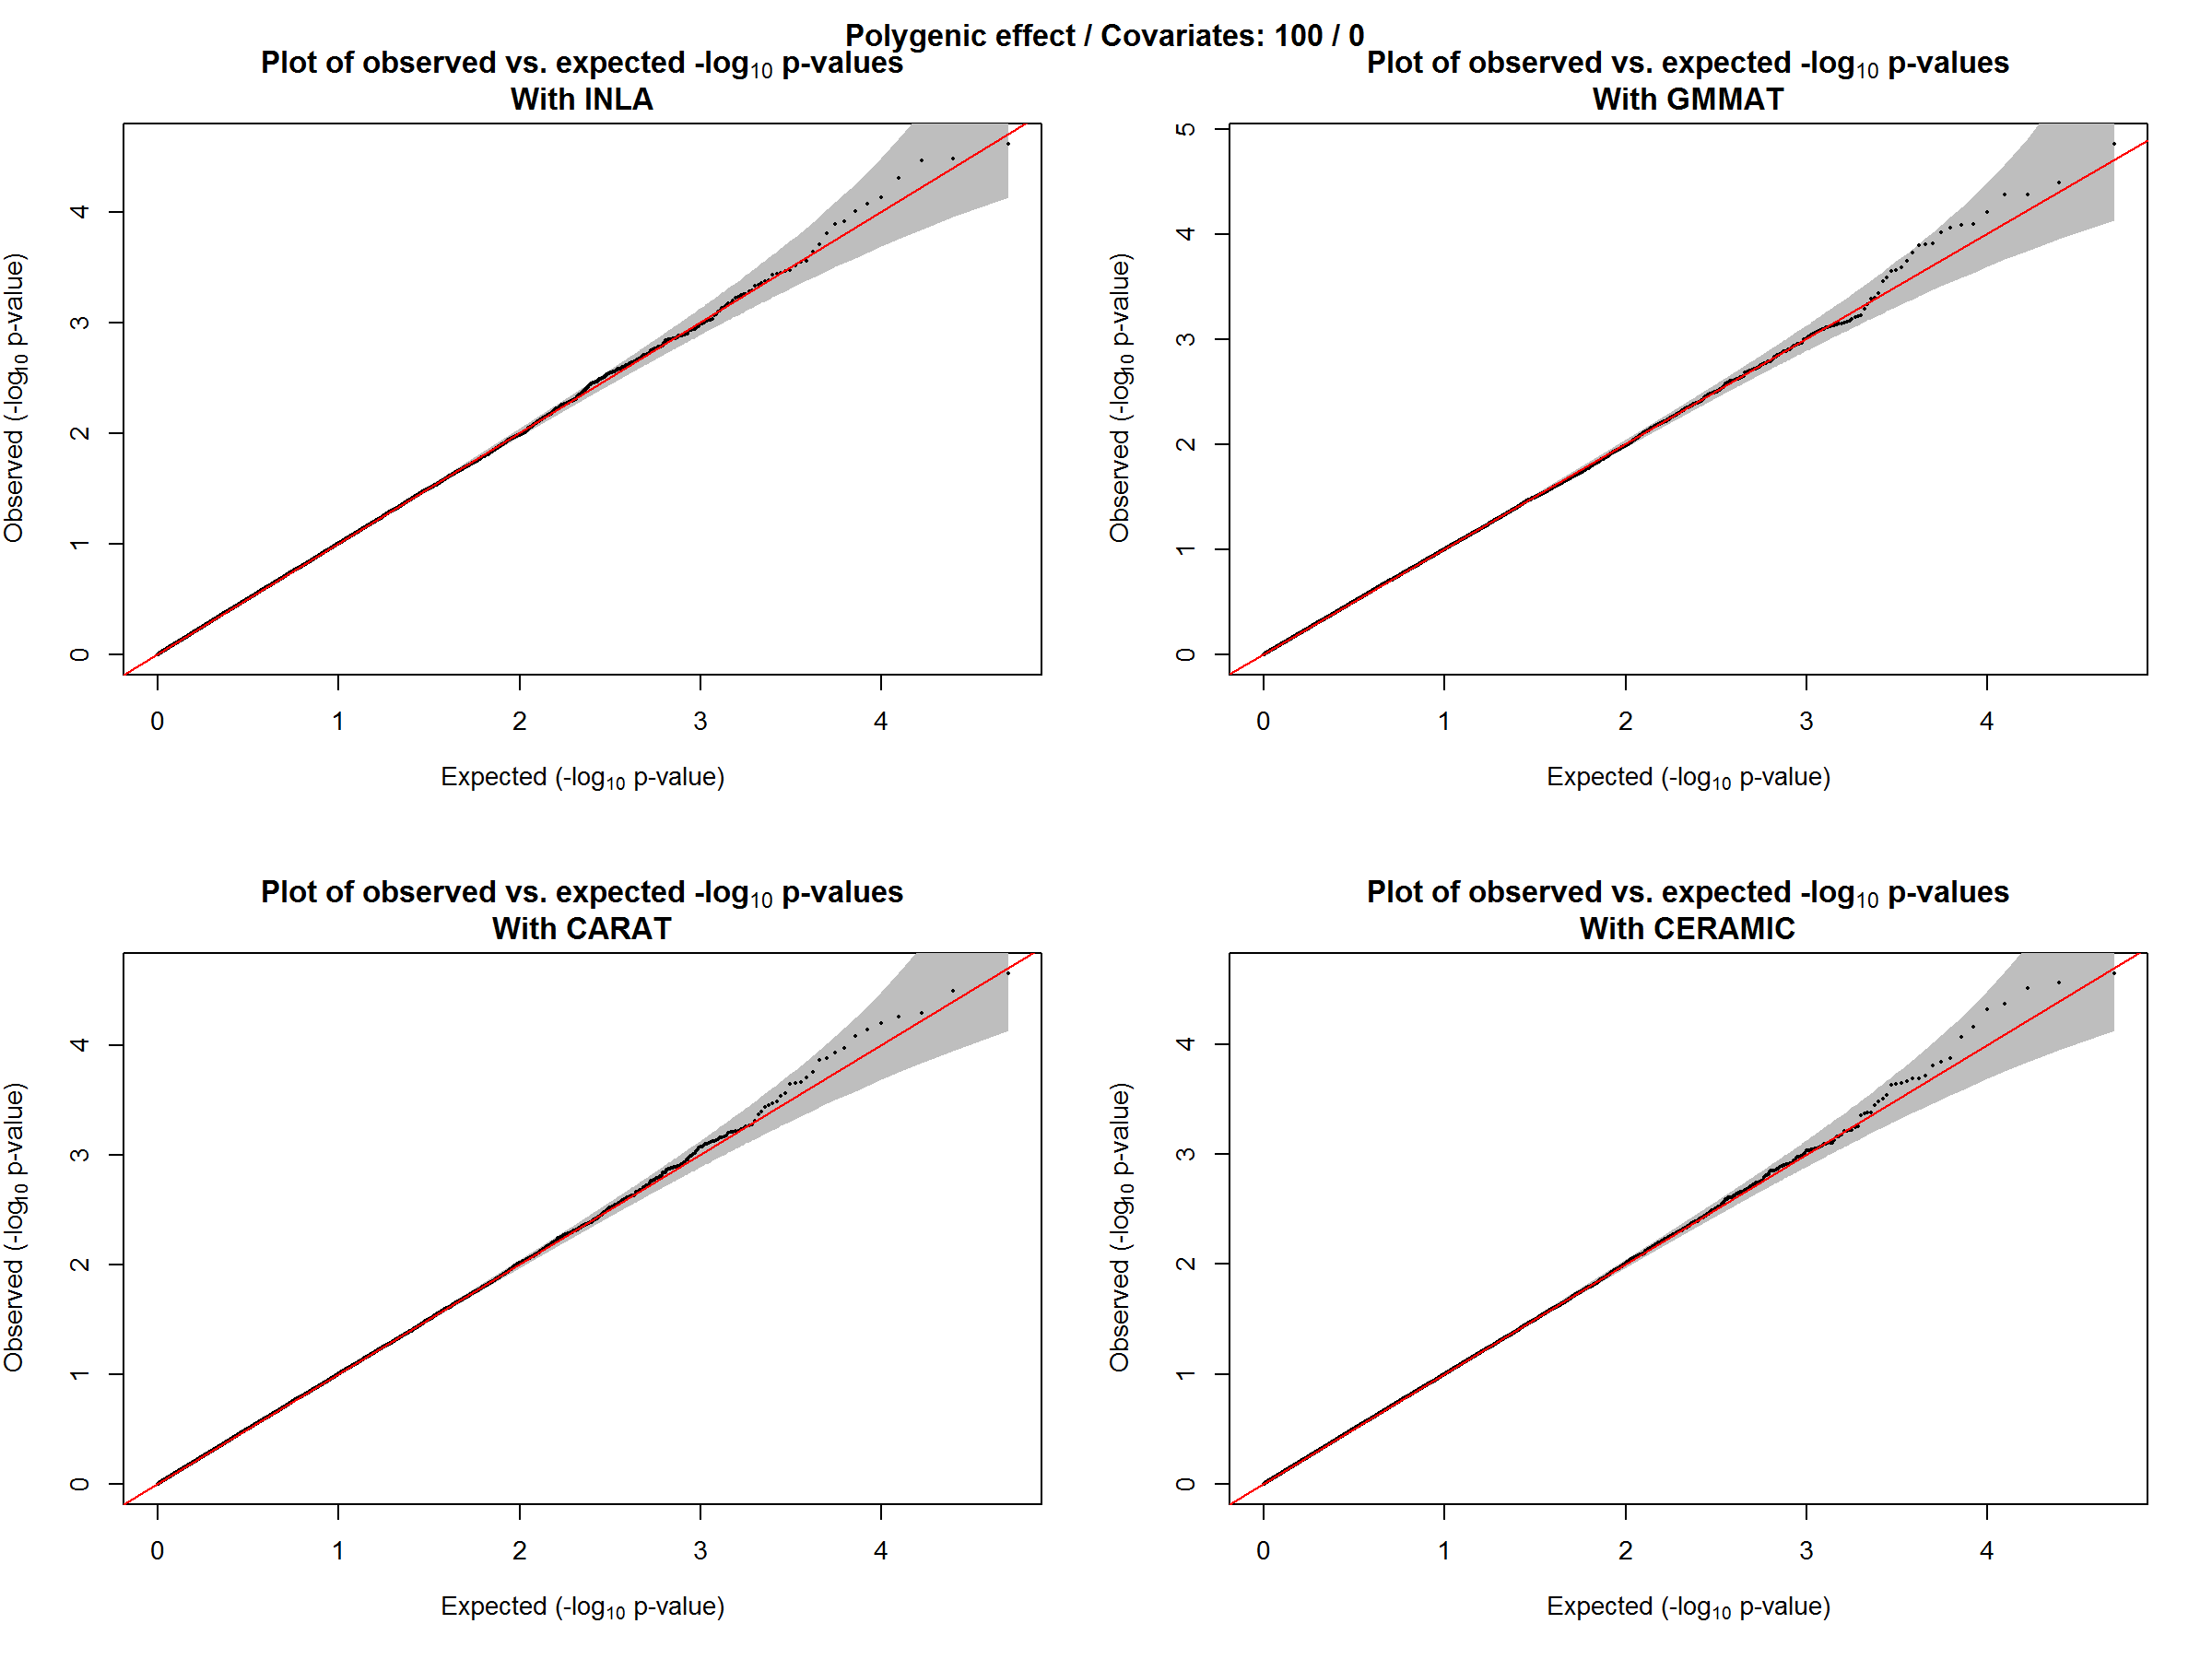 Polygenic effect / Covariates: 100 / 0
Plot of observed vs. expected -log10 p-values
With INLA
Observed (-log10 p-value)
4
3
2
1
0
0 1 2 3 4
Expected (-log10 p-value)
Plot of observed vs. expected -log10 p-values
With GMMAT
Observed (-log10 p-value)
5
4
3
2
1
0
0 1 2 3 4
Expected (-log10 p-value)
Plot of observed vs. expected -log10 p-values
With CARAT
Observed (-log10 p-value)
4
3
2
1
0
0 1 2 3 4
Expected (-log10 p-value)
Plot of observed vs. expected -log10 p-values
With CERAMIC
Observed (-log10 p-value)
4
3
2
1
0
0 1 2 3 4
Expected (-log10 p-value)